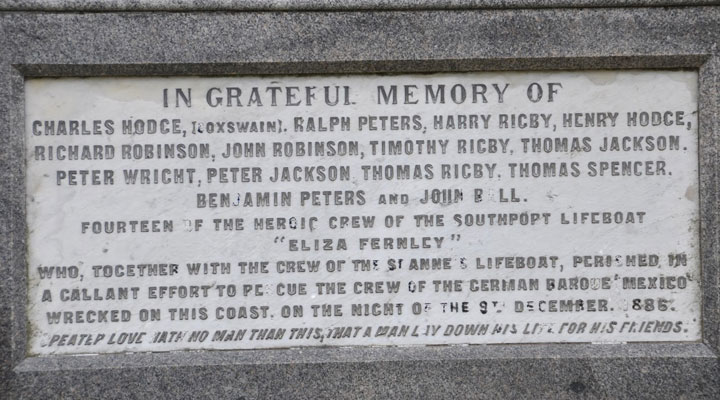 IN GRATEFUL MEMORY OF
CHARLES HODGE, (COXSWAIN). RALPH PETERS, HARRY RIGBY, HENRY HODGE,
RICHARD ROBINSON, JOHN ROBINSON, TIMOTHY RIGBY, THOMAS JACKSON.
PETER WRIGHT, PETER JACKSON, THOMAS RIGBY, THOMAS SPENCER.
BENJAMIN PETERS AND JOHN BALL.
FOURTEEN OF THE HEROIC CREW OF THE SOUTHPORT LIFEBOAT
"ELIZA FERNLEY"
WHO, TOGETHER WITH THE CREW OF THE ST ANNE'S LIFEBOAT, PERISHED, IN
A GALLANT EFFORT TO RESCUE THE CREW OF THE GERMAN BARQUE "MEXICO"
WRECKED ON THIS COAST. ON THE NIGHT OF THE 9TH DECEMBER. 1886.
GREATER LOVE HATH NO MAN THAN THIS, THAT A MAN LAY DOWN HIS LIFE FOR HIS FRIENDS.